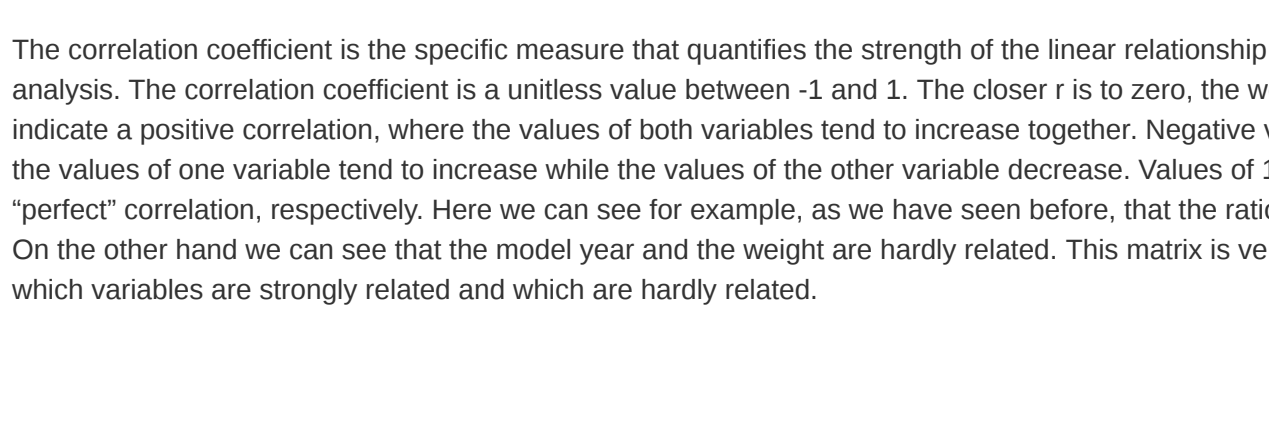 The correlation coefficient is the specific measure that quantifies the strength of the linear relationship
analysis. The correlation coefficient is a unitless value between -1 and 1. The closer r is to zero, the
indicate a positive correlation, where the values of both variables tend to increase together. Negative
the values of one variable tend to increase while the values of the other variable decrease. Values of
“perfect” correlation, respectively. Here we can see for example, as we have seen before, that the
On the other hand we can see that the model year and the weight are hardly related. This matrix is
which variables are strongly related and which are hardly related.